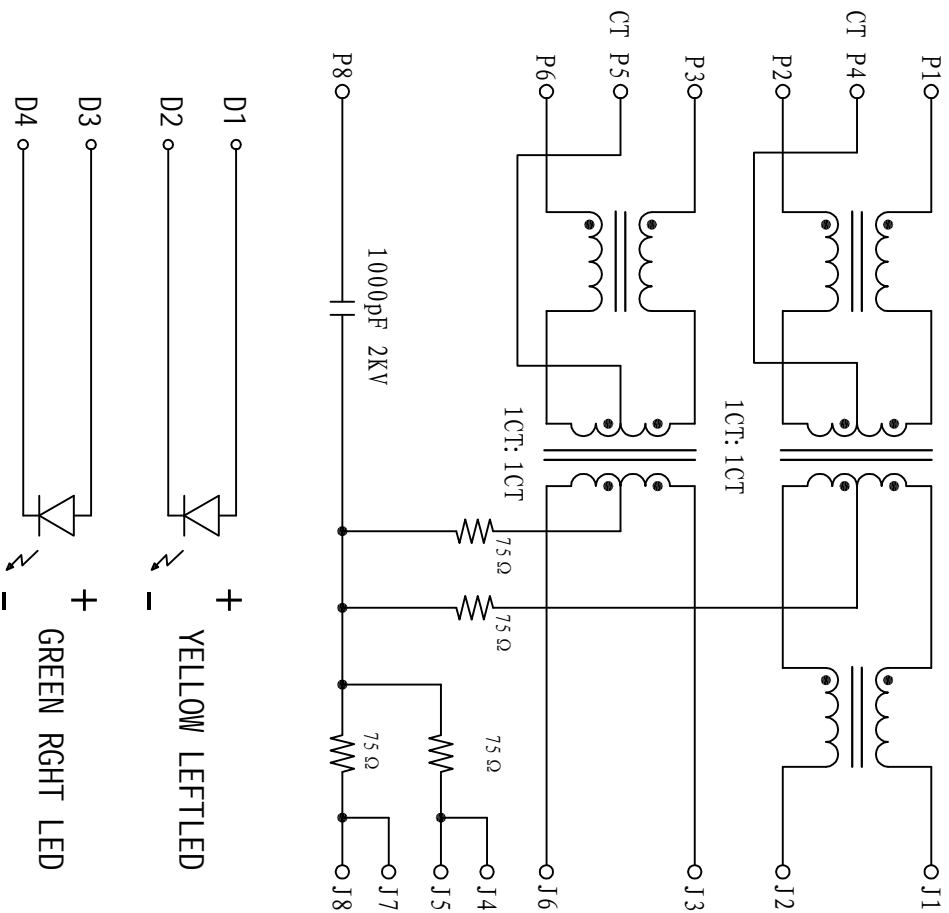 P1
CT P4
P2
P3
CT P5
P6
P8
1CT: 1CT
1CT: 1CT
1000pF 2KV
75Ω
75Ω
75Ω
75Ω
J1
J2
J3
J6
J4
J5
J7
J8
D1
D2
+
-
YELLOW LEFTLED
D3
D4
+
-
GREEN RGHT LED